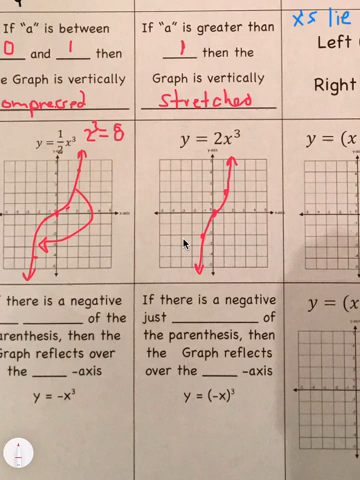 If "a" is between
0 and 1 then
e Graph is vertically
ompressed
If "a" is greater than
1 then the
Graph is vertically
stretched
x's lie
Left
Right
y = 1/2 x³ 2³=8
y = 2x³
y = (x
there is a negative
of the
arenthesis, then the
Graph reflects over
the -axis
y = -x³
If there is a negative
just of
the parenthesis, then
the Graph reflects
over the -axis
y = (-x)³
y = (x